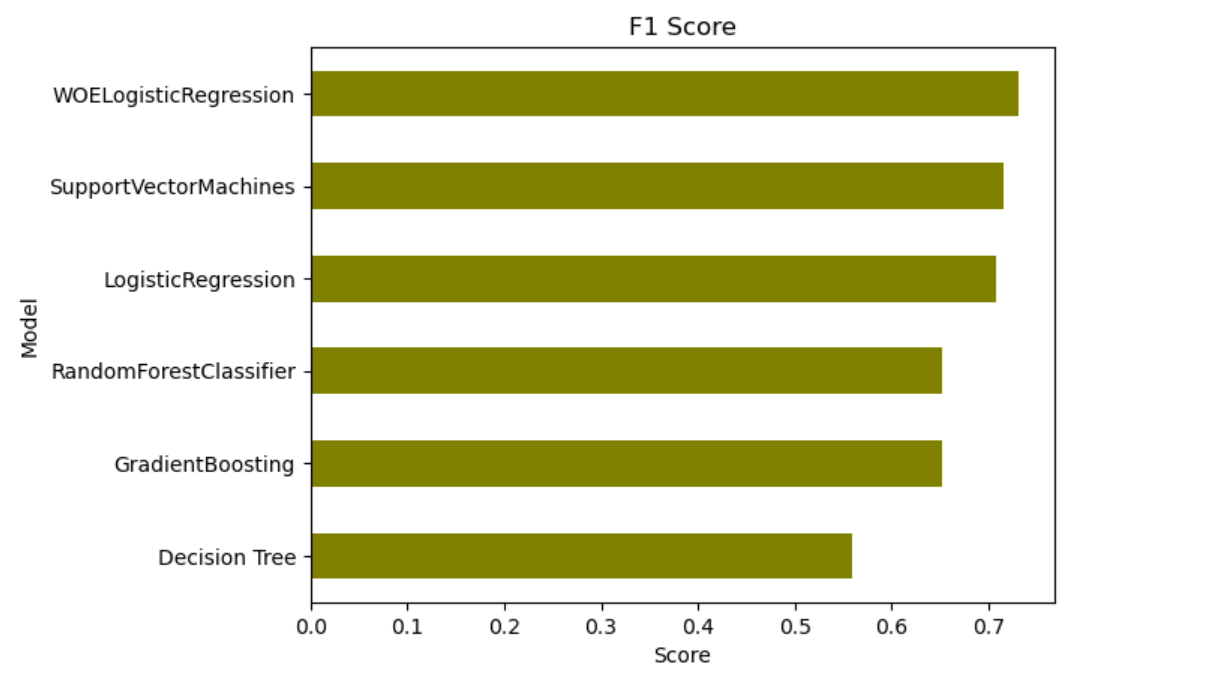 F1 Score
WOELogisticRegression
SupportVectorMachines
LogisticRegression
Model
RandomForestClassifier
GradientBoosting
Decision Tree
0.0 0.1 0.2 0.3 0.4 0.5 0.6 0.7
Score